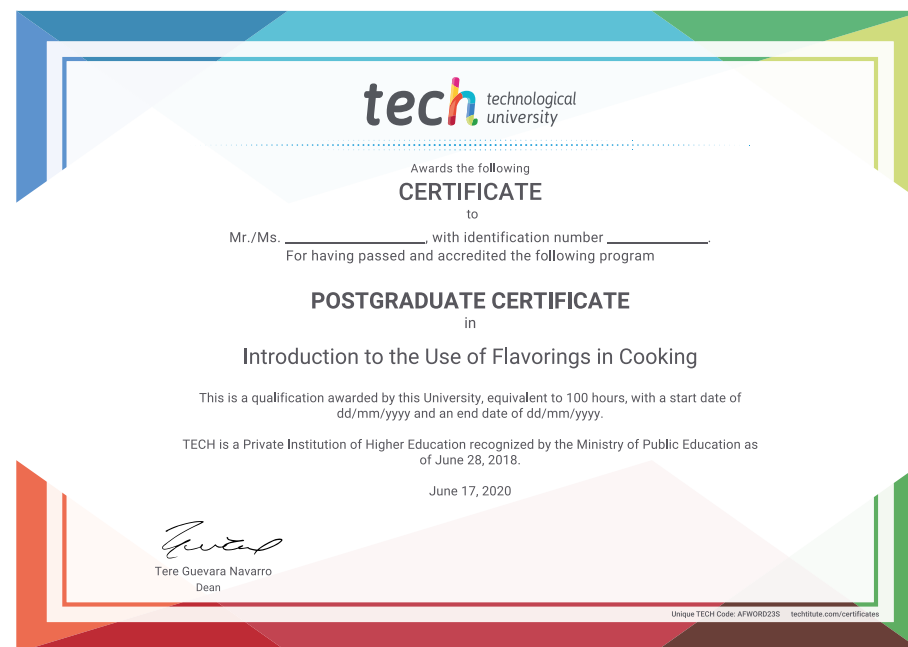 tech technological
university
Awards the following
CERTIFICATE
to
Mr./Ms. ____________________, with identification number ______________.
For having passed and accredited the following program
POSTGRADUATE CERTIFICATE
in
Introduction to the Use of Flavorings in Cooking
This is a qualification awarded by this University, equivalent to 100 hours, with a start date of
dd/mm/yyyy and an end date of dd/mm/yyyy.
TECH is a Private Institution of Higher Education recognized by the Ministry of Public Education as
of June 28, 2018.
June 17, 2020
Tere Guevara Navarro
Dean
Unique TECH Code: AFWORD23S techtitute.com/certificates